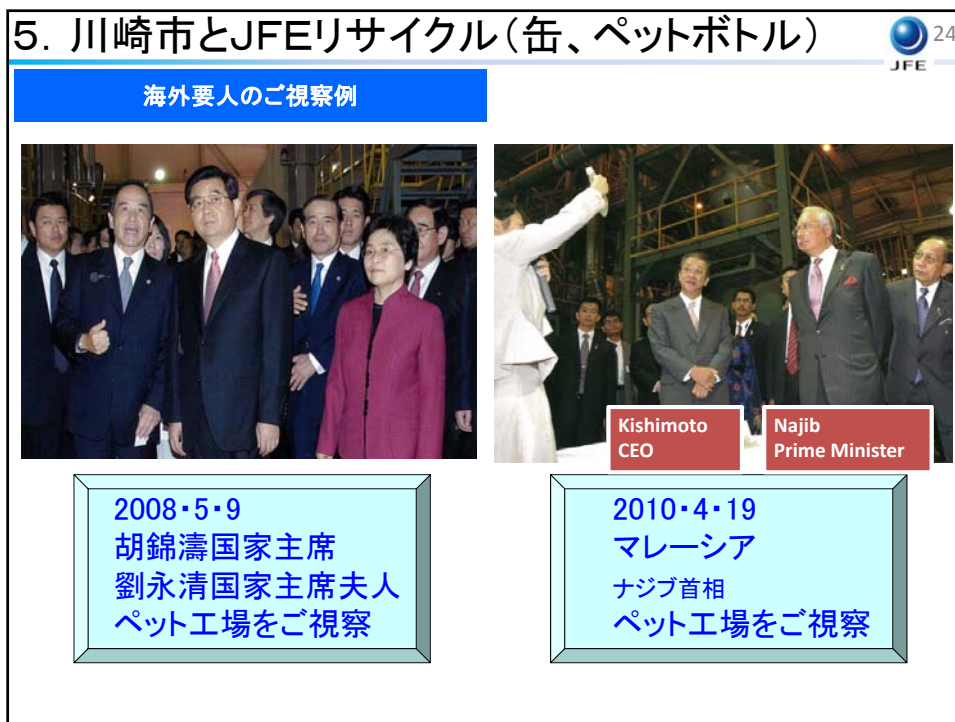 5．川崎市とJFEリサイクル（缶、ペットボトル）
JFE
24
海外要人のご視察例
Kishimoto
CEO
Najib
Prime Minister
2008・5・9
胡錦濤国家主席
劉永清国家主席夫人
ペット工場をご視察
2010・4・19
マレーシア
ナジブ首相
ペット工場をご視察